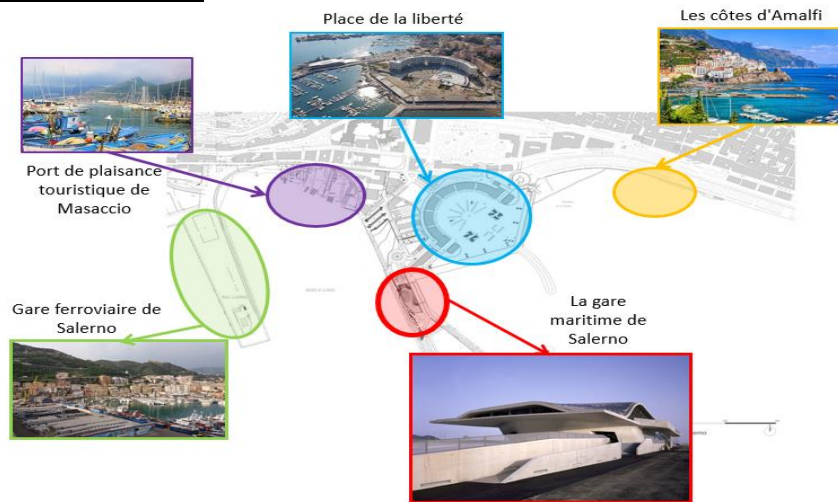 Place de la liberté
Les côtes d'Amalfi
Port de plaisance
touristique de
Masaccio
Gare ferroviaire de
Salerno
La gare
maritime de
Salerno